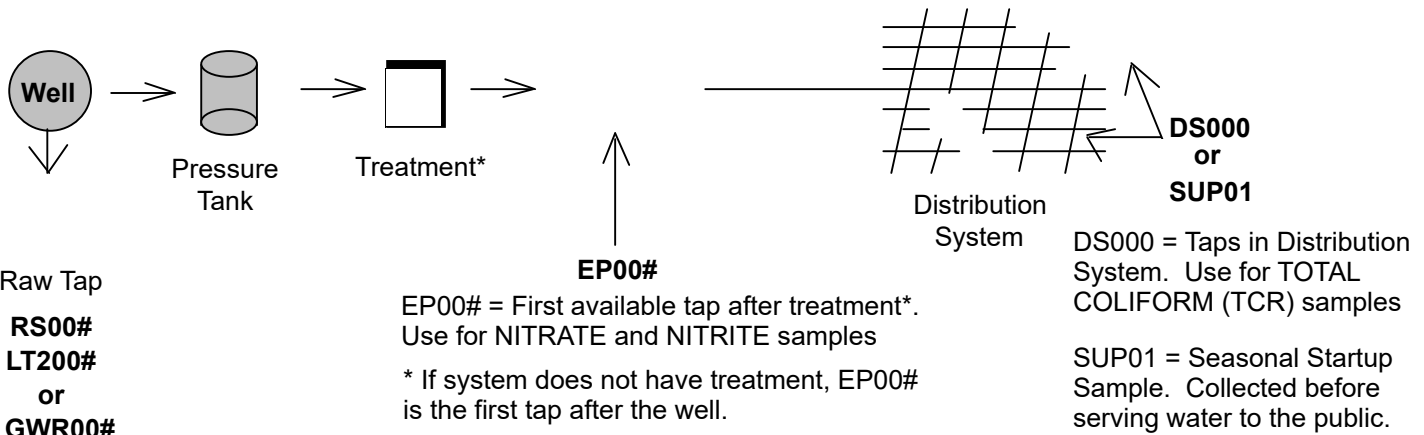 Well
Pressure
Tank
Treatment*
Distribution
System
DS000
or
SUP01
Raw Tap
RS00#
LT200#
or
GWR00#
EP00#
EP00# = First available tap after treatment*.
Use for NITRATE and NITRITE samples
* If system does not have treatment, EP00#
is the first tap after the well.
DS000 = Taps in Distribution
System. Use for TOTAL
COLIFORM (TCR) samples
SUP01 = Seasonal Startup
Sample. Collected before
serving water to the public.